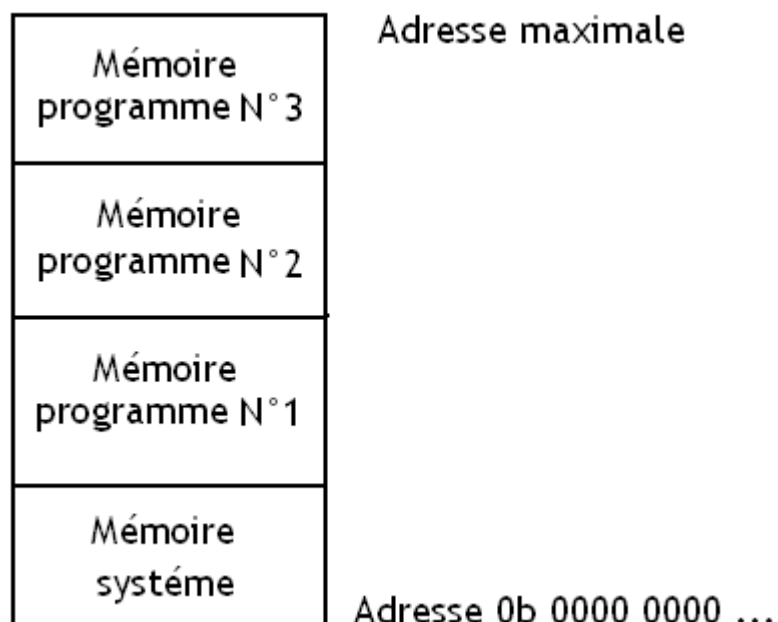 Adresse maximale
Mémoire
programme N°3
Mémoire
programme N°2
Mémoire
programme N°1
Mémoire
systéme
Adresse 0b 0000 0000 ...